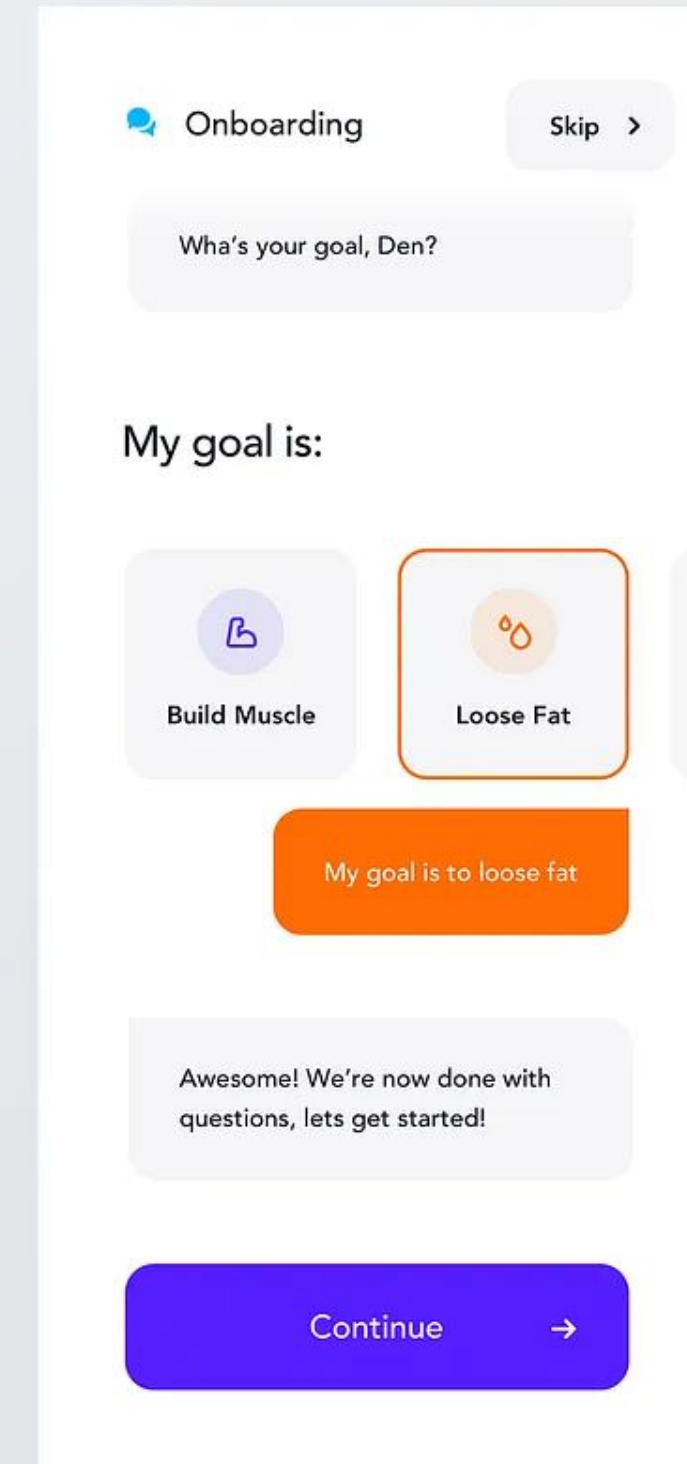 Onboarding
Skip
Wha's your goal, Den?
My goal is:
Build Muscle
Loose Fat
My goal is to loose fat
Awesome! We're now done with
questions, lets get started!
Continue